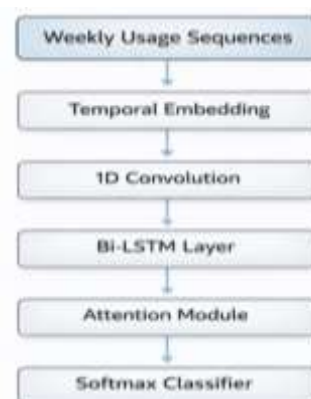 Weekly Usage Sequences
Temporal Embedding
1D Convolution
Bi-LSTM Layer
Attention Module
Softmax Classifier